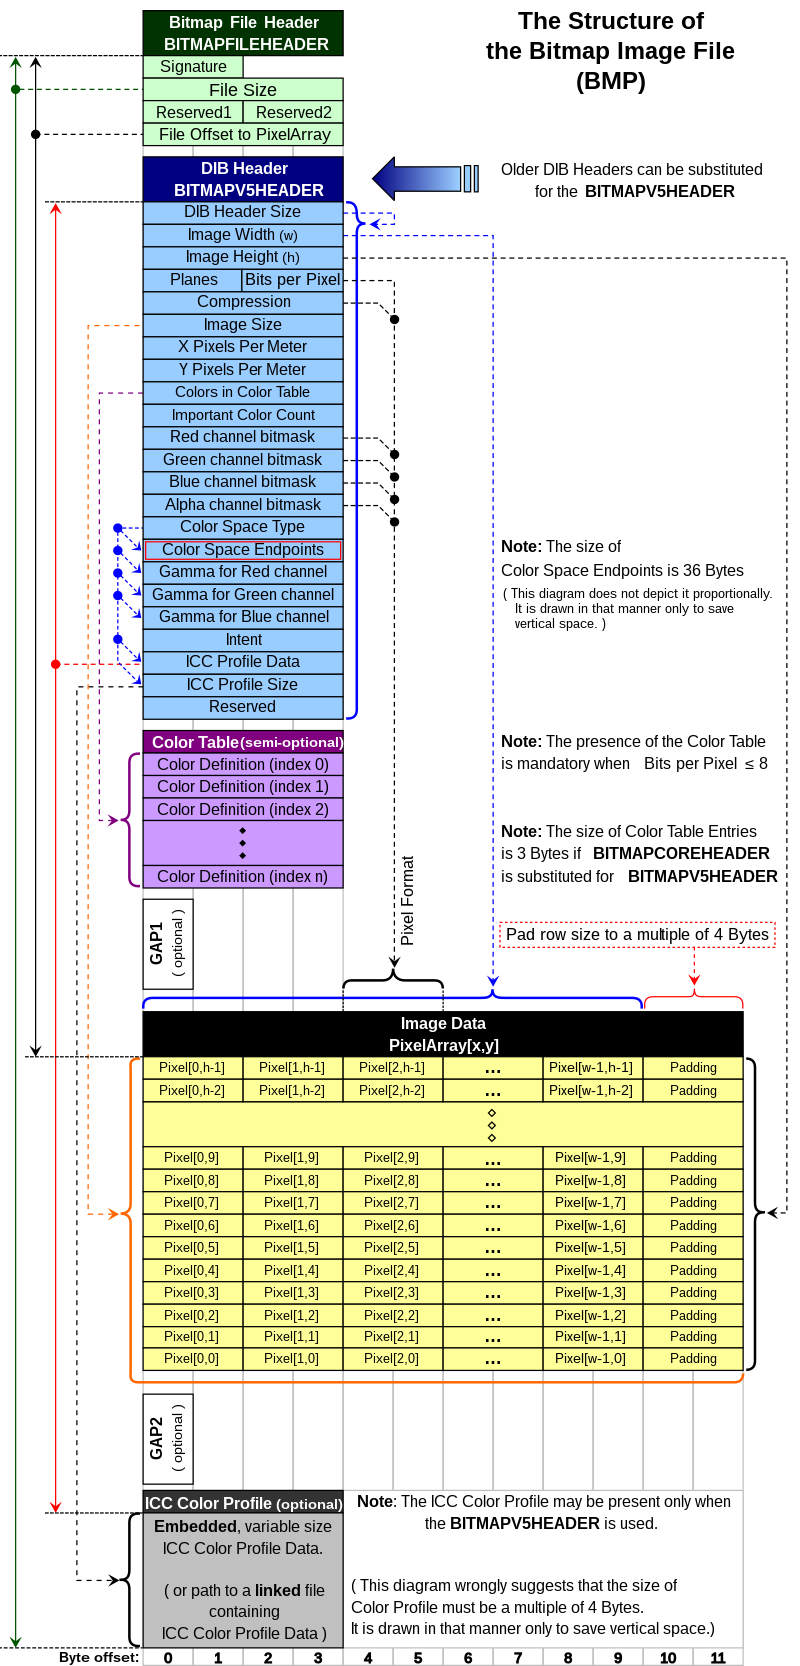 The Structure of
the Bitmap Image File
(BMP)
Bitmap File Header
BITMAPFILEHEADER
Signature
File Size
Reserved1 Reserved2
File Offset to PixelArray
DIB Header
BITMAPV5HEADER
Older DIB Headers can be substituted
for the BITMAPV5HEADER
DIB Header Size
Image Width (w)
Image Height (h)
Planes Bits per Pixel
Compression
Image Size
X Pixels Per Meter
Y Pixels Per Meter
Colors in Color Table
Important Color Count
Red channel bitmask
Green channel bitmask
Blue channel bitmask
Alpha channel bitmask
Color Space Type
Color Space Endpoints
Gamma for Red channel
Gamma for Green channel
Gamma for Blue channel
Intent
ICC Profile Data
ICC Profile Size
Reserved
Note: The size of
Color Space Endpoints is 36 Bytes
( This diagram does not depict it proportionally.
It is drawn in that manner only to save
vertical space. )
Color Table (semi-optional)
Color Definition (index 0)
Color Definition (index 1)
Color Definition (index 2)
Color Definition (index n)
Note: The presence of the Color Table
is mandatory when Bits per Pixel ≤ 8
Note: The size of Color Table Entries
is 3 Bytes if BITMAPCOREHEADER
is substituted for BITMAPV5HEADER
Pixel Format
GAP1
( optional )
Pad row size to a multiple of 4 Bytes
Image Data
PixelArray[x,y]
Pixel[0,h-1] Pixel[1,h-1] Pixel[2,h-1] ... Pixel[w-1,h-1] Padding
Pixel[0,h-2] Pixel[1,h-2] Pixel[2,h-2] ... Pixel[w-1,h-2] Padding
Pixel[0,9] Pixel[1,9] Pixel[2,9] ... Pixel[w-1,9] Padding
Pixel[0,8] Pixel[1,8] Pixel[2,8] ... Pixel[w-1,8] Padding
Pixel[0,7] Pixel[1,7] Pixel[2,7] ... Pixel[w-1,7] Padding
Pixel[0,6] Pixel[1,6] Pixel[2,6] ... Pixel[w-1,6] Padding
Pixel[0,5] Pixel[1,5] Pixel[2,5] ... Pixel[w-1,5] Padding
Pixel[0,4] Pixel[1,4] Pixel[2,4] ... Pixel[w-1,4] Padding
Pixel[0,3] Pixel[1,3] Pixel[2,3] ... Pixel[w-1,3] Padding
Pixel[0,2] Pixel[1,2] Pixel[2,2] ... Pixel[w-1,2] Padding
Pixel[0,1] Pixel[1,1] Pixel[2,1] ... Pixel[w-1,1] Padding
Pixel[0,0] Pixel[1,0] Pixel[2,0] ... Pixel[w-1,0] Padding
GAP2
( optional )
ICC Color Profile (optional)
Embedded, variable size
ICC Color Profile Data.
( or path to a linked file
containing
ICC Color Profile Data )
Note: The ICC Color Profile may be present only when
the BITMAPV5HEADER is used.
( This diagram wrongly suggests that the size of
Color Profile must be a multiple of 4 Bytes.
It is drawn in that manner only to save vertical space.)
Byte offset: 0 1 2 3 4 5 6 7 8 9 10 11